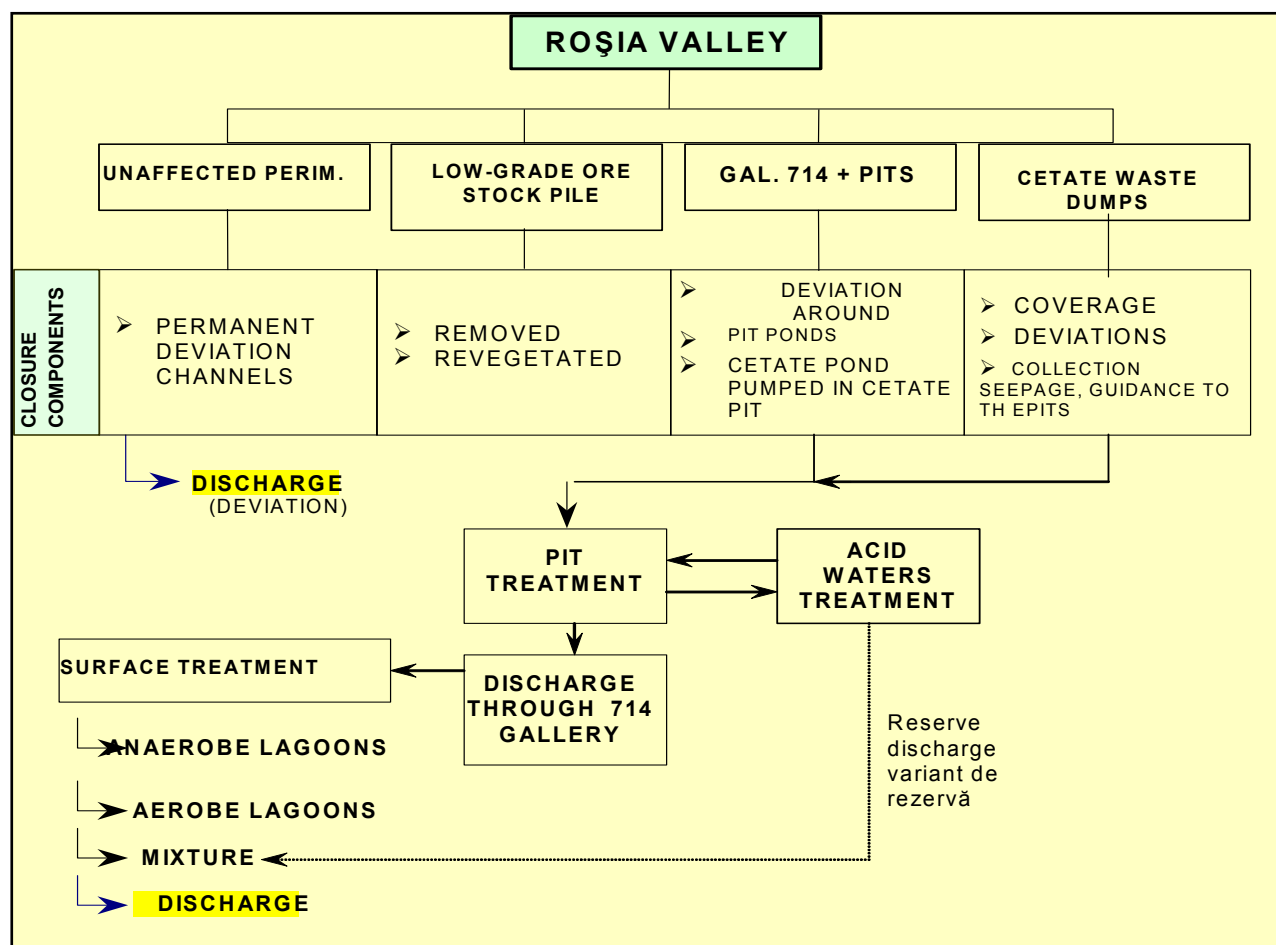 ROŞIA VALLEY
UNAFFECTED PERIM.
LOW-GRADE ORE
STOCK PILE
GAL. 714 + PITS
CETATE WASTE
DUMPS
CLOSURE
COMPONENTS
➢ PERMANENT
DEVIATION
CHANNELS
➢ REMOVED
➢ REVEGETATED
➢ DEVIATION
AROUND
➢ PIT PONDS
➢ CETATE POND
PUMPED IN CETATE
PIT
➢ COVERAGE
➢ DEVIATIONS
➢ COLLECTION
SEEPAGE, GUIDANCE TO
TH EPITS
DISCHARGE
(DEVIATION)
PIT
TREATMENT
ACID
WATERS
TREATMENT
SURFACE TREATMENT
DISCHARGE
THROUGH 714
GALLERY
Reserve
discharge
variant de
rezervă
ANAEROBE LAGOONS
AEROBE LAGOONS
MIXTURE
DISCHARGE